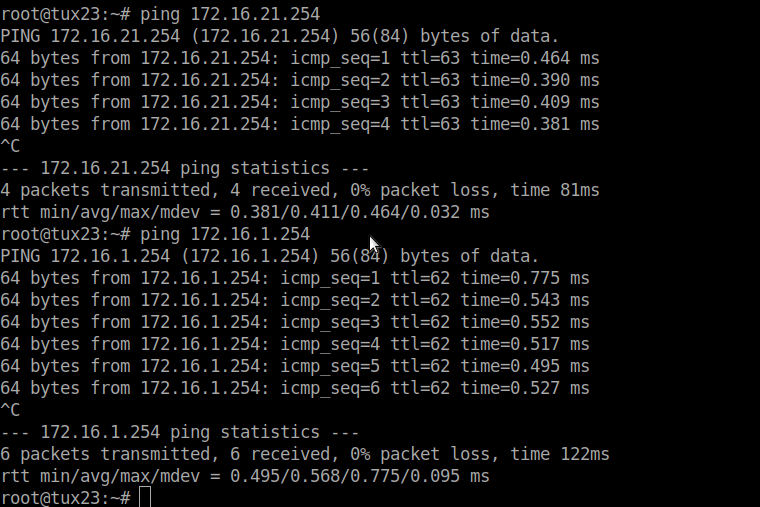 root@tux23:~# ping 172.16.21.254
PING 172.16.21.254 (172.16.21.254) 56(84) bytes of data.
64 bytes from 172.16.21.254: icmp_seq=1 ttl=63 time=0.464 ms
64 bytes from 172.16.21.254: icmp_seq=2 ttl=63 time=0.390 ms
64 bytes from 172.16.21.254: icmp_seq=3 ttl=63 time=0.409 ms
64 bytes from 172.16.21.254: icmp_seq=4 ttl=63 time=0.381 ms
^C
--- 172.16.21.254 ping statistics ---
4 packets transmitted, 4 received, 0% packet loss, time 81ms
rtt min/avg/max/mdev = 0.381/0.411/0.464/0.032 ms
root@tux23:~# ping 172.16.1.254
PING 172.16.1.254 (172.16.1.254) 56(84) bytes of data.
64 bytes from 172.16.1.254: icmp_seq=1 ttl=62 time=0.775 ms
64 bytes from 172.16.1.254: icmp_seq=2 ttl=62 time=0.543 ms
64 bytes from 172.16.1.254: icmp_seq=3 ttl=62 time=0.552 ms
64 bytes from 172.16.1.254: icmp_seq=4 ttl=62 time=0.517 ms
64 bytes from 172.16.1.254: icmp_seq=5 ttl=62 time=0.495 ms
64 bytes from 172.16.1.254: icmp_seq=6 ttl=62 time=0.527 ms
^C
--- 172.16.1.254 ping statistics ---
6 packets transmitted, 6 received, 0% packet loss, time 122ms
rtt min/avg/max/mdev = 0.495/0.568/0.775/0.095 ms
root@tux23:~#